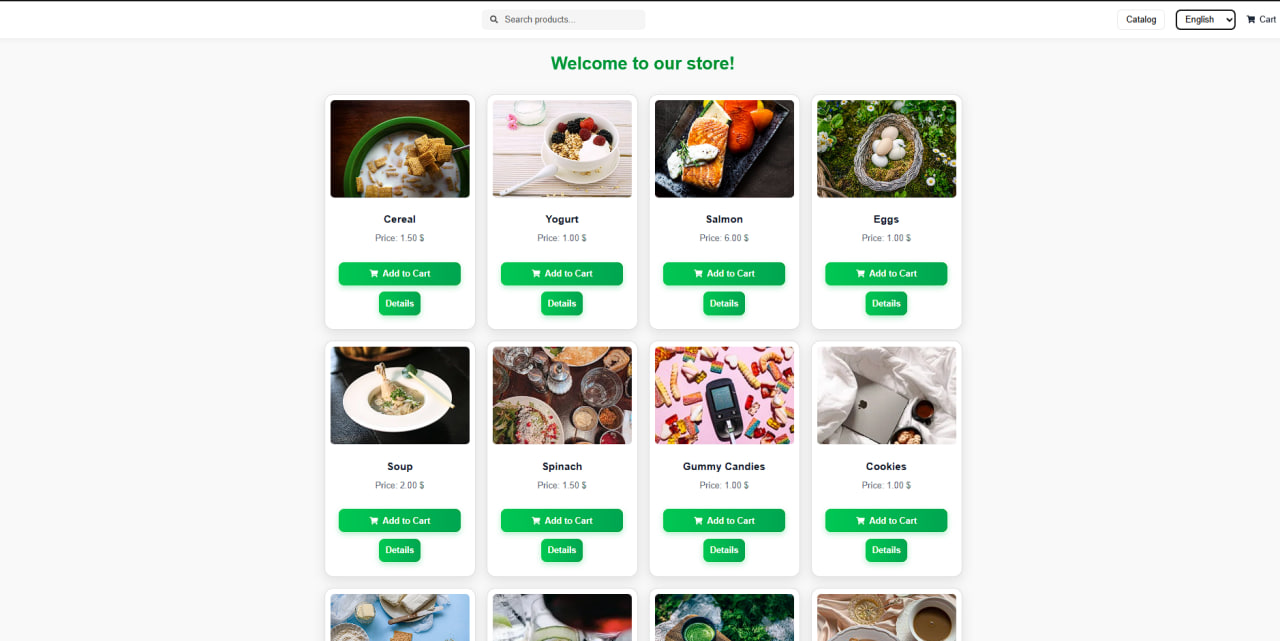 Search products...
Catalog
English
Cart
Welcome to our store!
Cereal
Price: 1.50 $
Add to Cart
Details
Yogurt
Price: 1.00 $
Add to Cart
Details
Salmon
Price: 6.00 $
Add to Cart
Details
Eggs
Price: 1.00 $
Add to Cart
Details
Soup
Price: 2.00 $
Add to Cart
Details
Spinach
Price: 1.50 $
Add to Cart
Details
Gummy Candies
Price: 1.00 $
Add to Cart
Details
Cookies
Price: 1.00 $
Add to Cart
Details